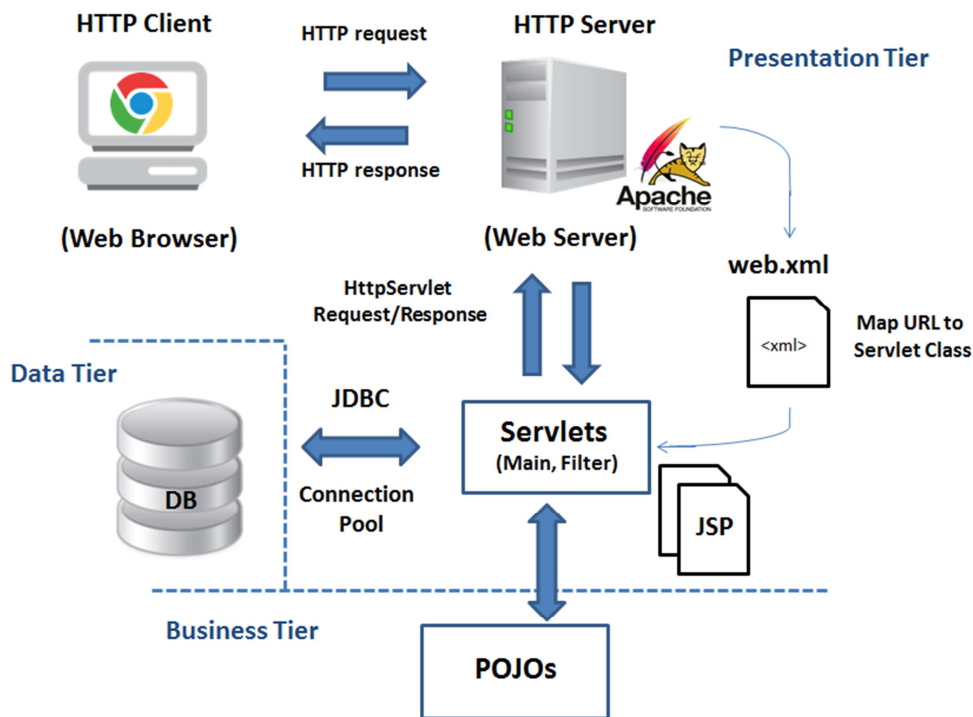 HTTP Client
HTTP request
HTTP response
(Web Browser)
HTTP Server
Presentation Tier
Apache
SOFTWARE FOUNDATION
(Web Server)
web.xml
<xml>
Map URL to
Servlet Class
HttpServlet
Request/Response
Data Tier
DB
JDBC
Connection
Pool
Servlets
(Main, Filter)
JSP
Business Tier
POJOs